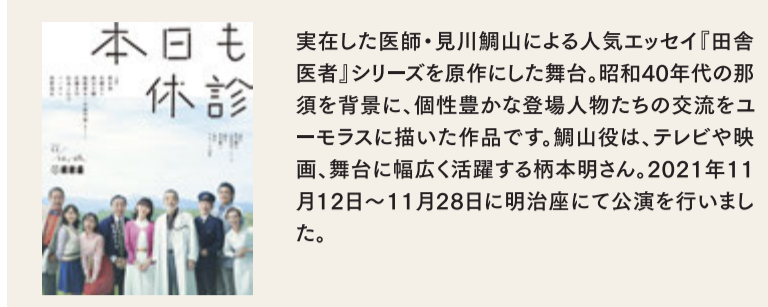 本日も
休診
実在した医師・見川鯛山による人気エッセイ『田舎
医者』シリーズを原作にした舞台。昭和40年代の那
須を背景に、個性豊かな登場人物たちの交流をユ
ーモラスに描いた作品です。鯛山役は、テレビや映
画、舞台に幅広く活躍する柄本明さん。2021年11
月12日〜11月28日に明治座にて公演を行いまし
た。